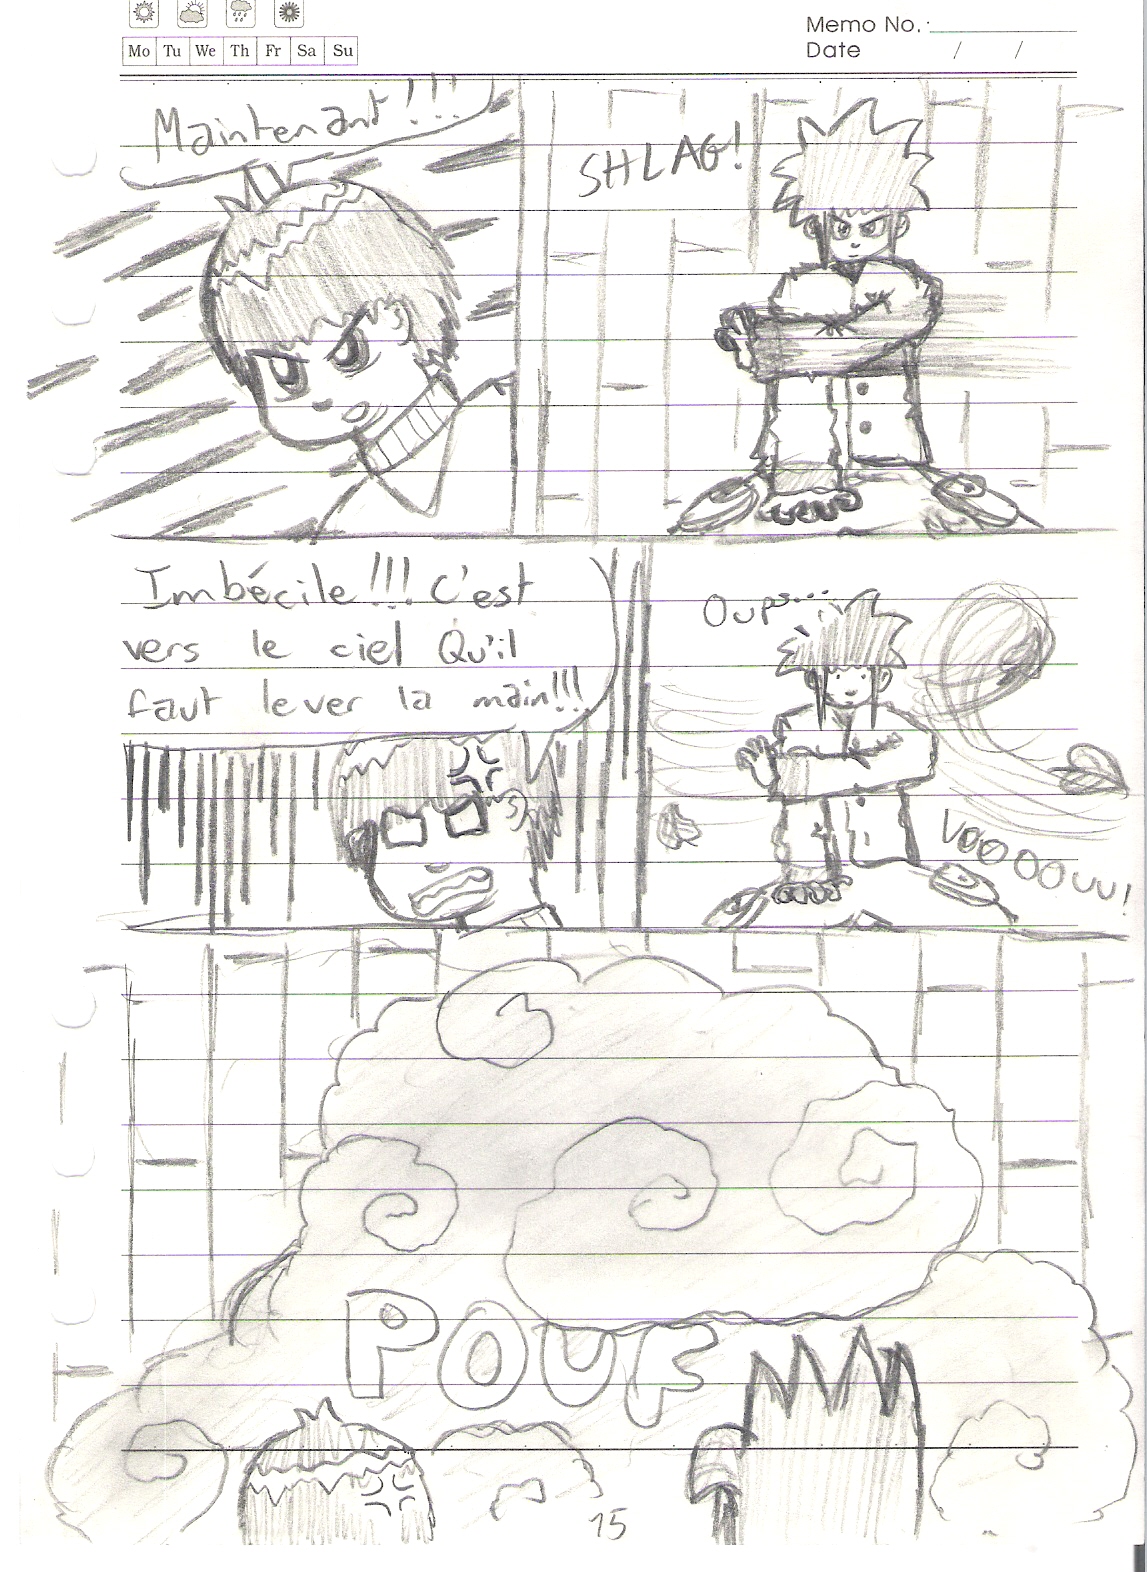 Memo No.:
Mo Tu We Th Fr Sa Su
Date / /
Maintenant!!!
SHLAG!
Imbécile!!! C'est
vers le ciel Qu'il
faut lever la main!!!
Oups...
VOOOOUU!
POUF
15